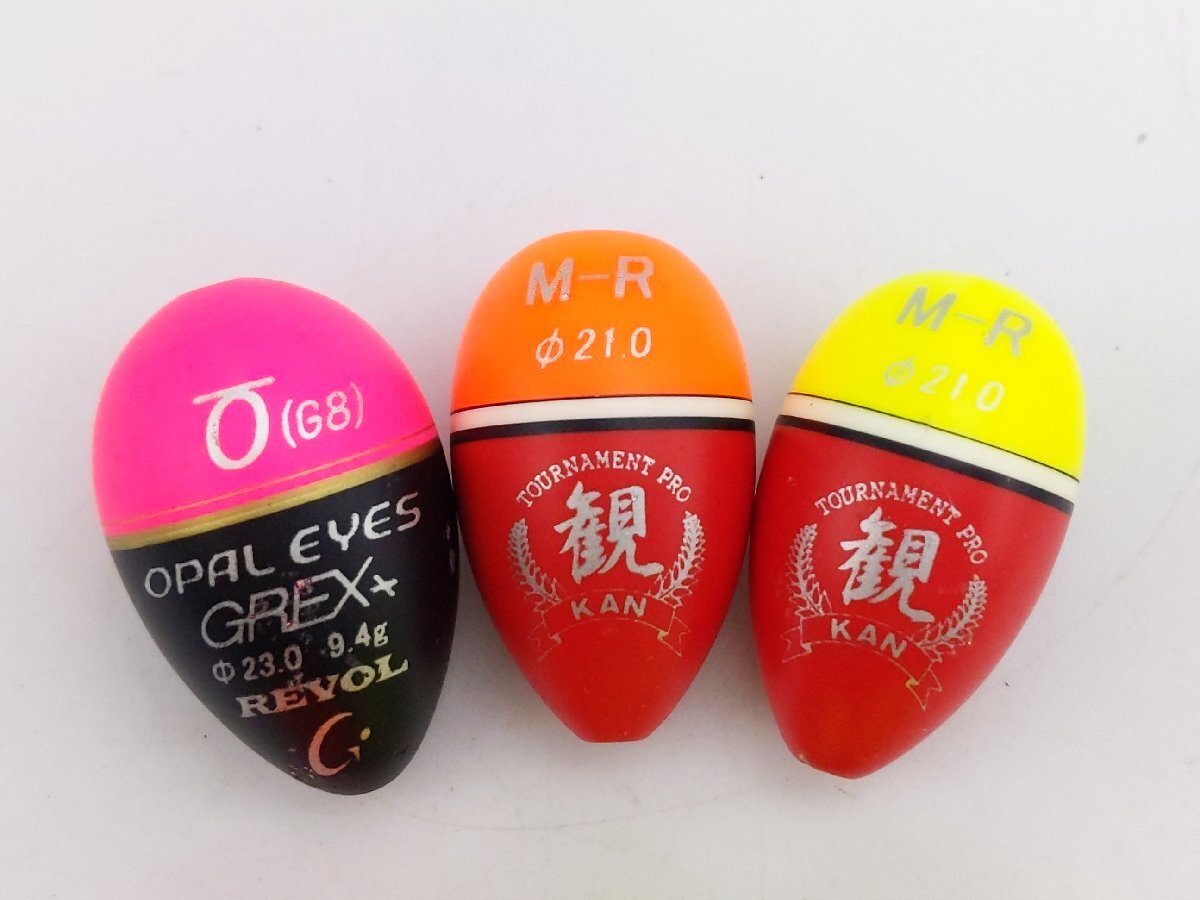 0(G8)
OPAL EYES
GREX+
φ23.0 9.4g
REVOL
G
M-R
φ21.0
TOURNAMENT PRO
観
KAN
M-R
φ21.0
TOURNAMENT PRO
観
KAN